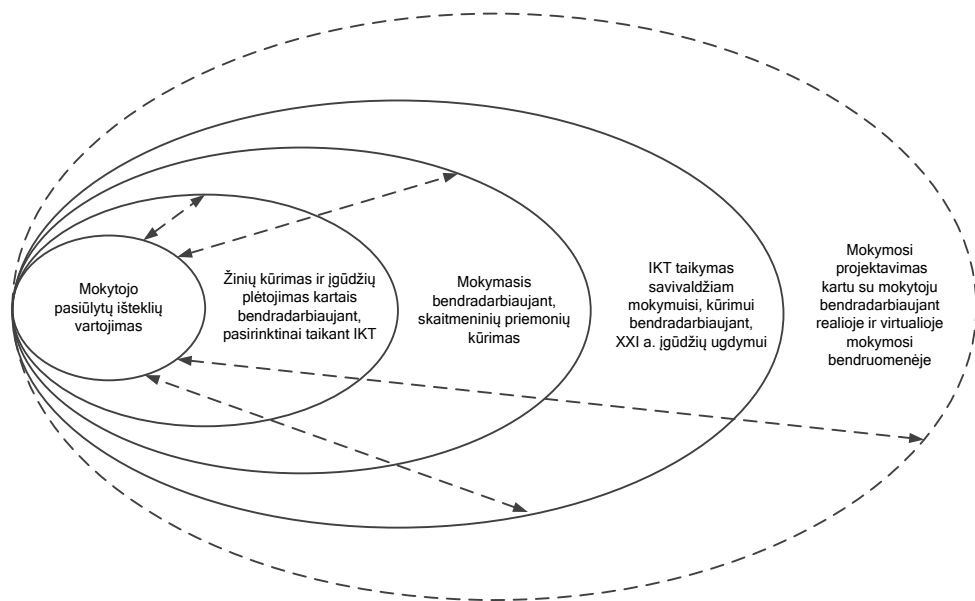 Mokytojo
pasiūlytų išteklių
vartojimas
Žinių kūrimas ir įgūdžių
plėtojimas kartais
bendradarbiaujant,
pasirinktinai taikant IKT
Mokymasis
bendradarbiaujant,
skaitmeninių priemonių
kūrimas
IKT taikymas
savivaldžiam
mokymuisi, kūrimui
bendradarbiaujant,
XXI a. įgūdžių ugdymui
Mokymosi
projektavimas
kartu su mokytoju
bendradarbiaujant
realioje ir virtualioje
mokymosi
bendruomenėje